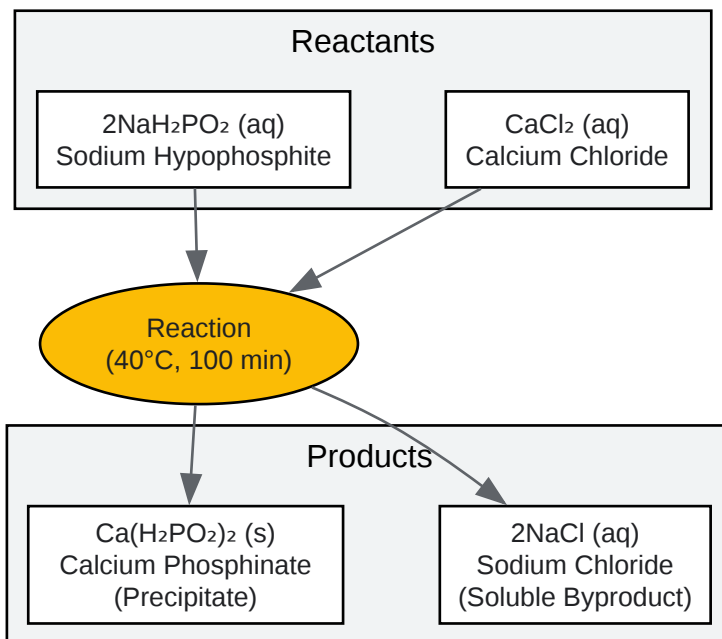 Reactants
2NaH₂PO₂ (aq)
Sodium Hypophosphite
CaCl₂ (aq)
Calcium Chloride
Reaction
(40°C, 100 min)
Products
Ca(H₂PO₂)₂ (s)
Calcium Phosphinate
(Precipitate)
2NaCl (aq)
Sodium Chloride
(Soluble Byproduct)